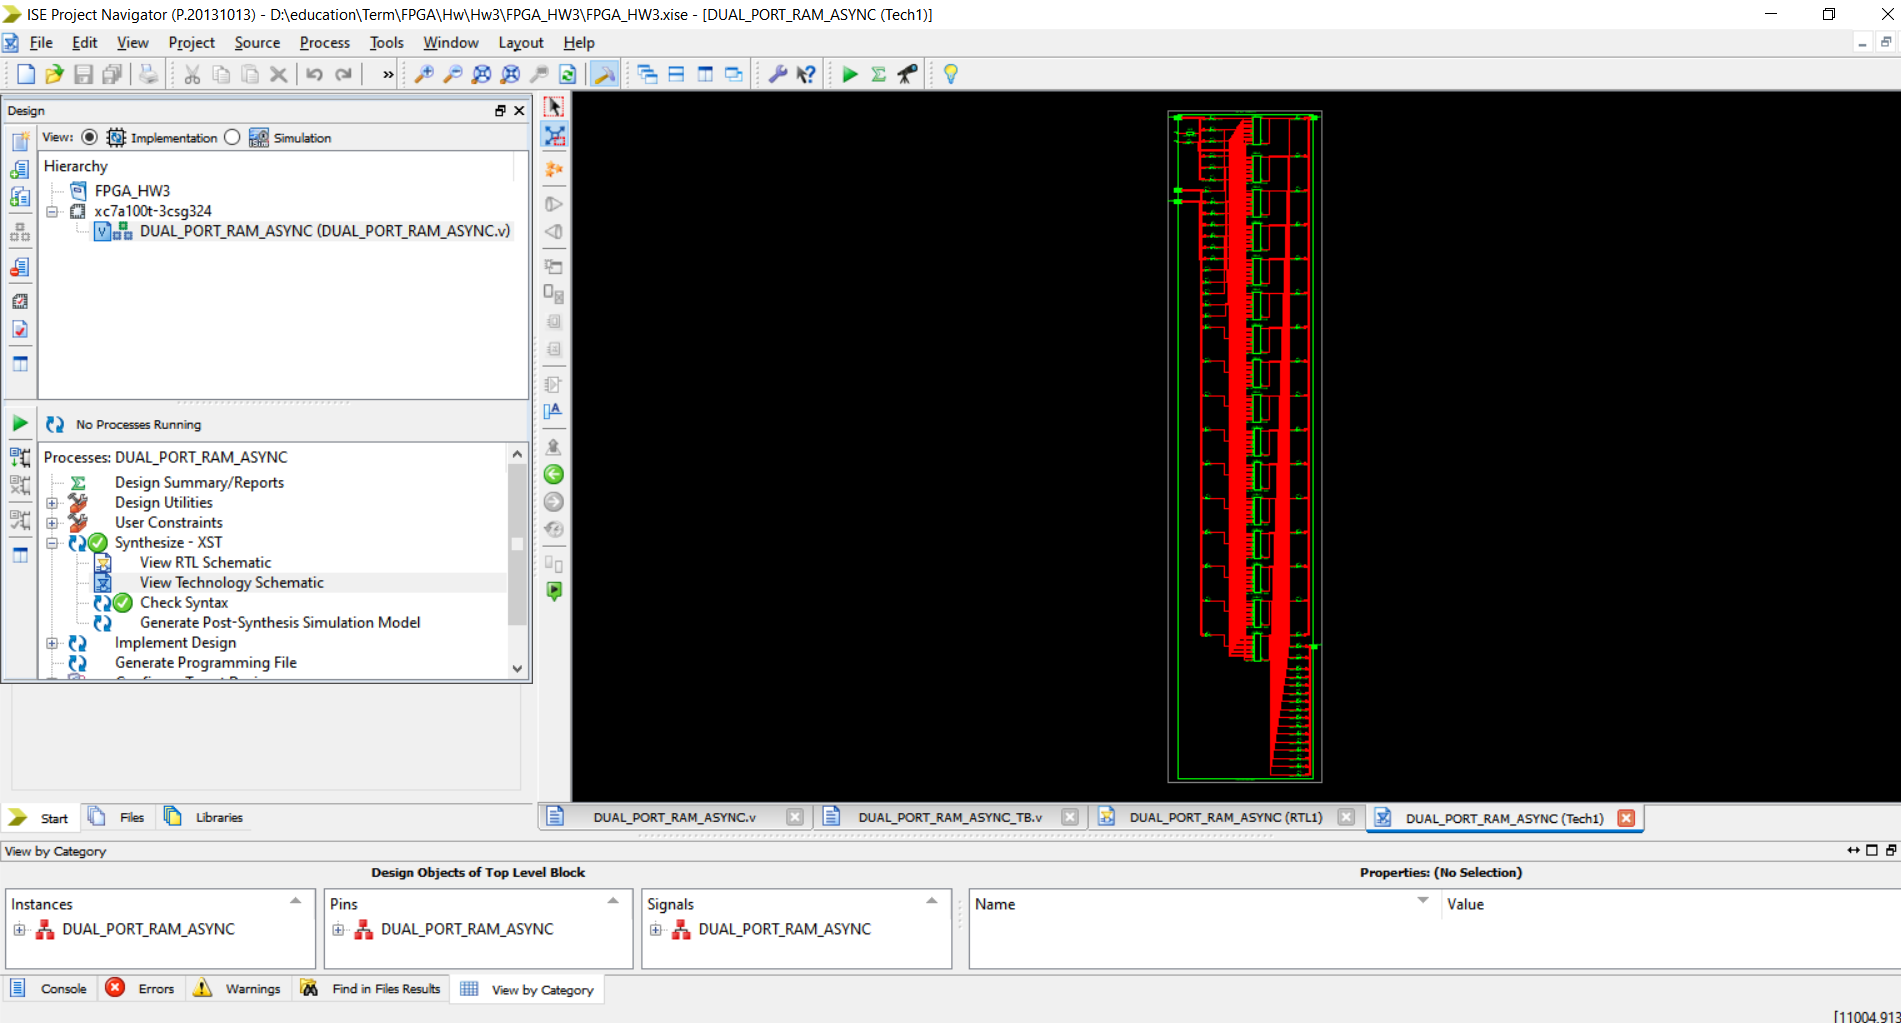 ISE Project Navigator (P.20131013) - D:\education\Term\FPGA\Hw\Hw3\FPGA_HW3\FPGA_HW3.xise - [DUAL_PORT_RAM_ASYNC (Tech1)]
File Edit View Project Source Process Tools Window Layout Help
»
Design
View: Implementation Simulation
Hierarchy
FPGA_HW3
xc7a100t-3csg324
DUAL_PORT_RAM_ASYNC (DUAL_PORT_RAM_ASYNC.v)
No Processes Running
Processes: DUAL_PORT_RAM_ASYNC
Design Summary/Reports
Design Utilities
User Constraints
Synthesize - XST
View RTL Schematic
View Technology Schematic
Check Syntax
Generate Post-Synthesis Simulation Model
Implement Design
Generate Programming File
Start Files Libraries
DUAL_PORT_RAM_ASYNC.v DUAL_PORT_RAM_ASYNC_TB.v DUAL_PORT_RAM_ASYNC (RTL1) DUAL_PORT_RAM_ASYNC (Tech1)
View by Category
Design Objects of Top Level Block Properties: (No Selection)
Instances Pins Signals Name Value
DUAL_PORT_RAM_ASYNC DUAL_PORT_RAM_ASYNC DUAL_PORT_RAM_ASYNC
Console Errors Warnings Find in Files Results View by Category
[11004,913